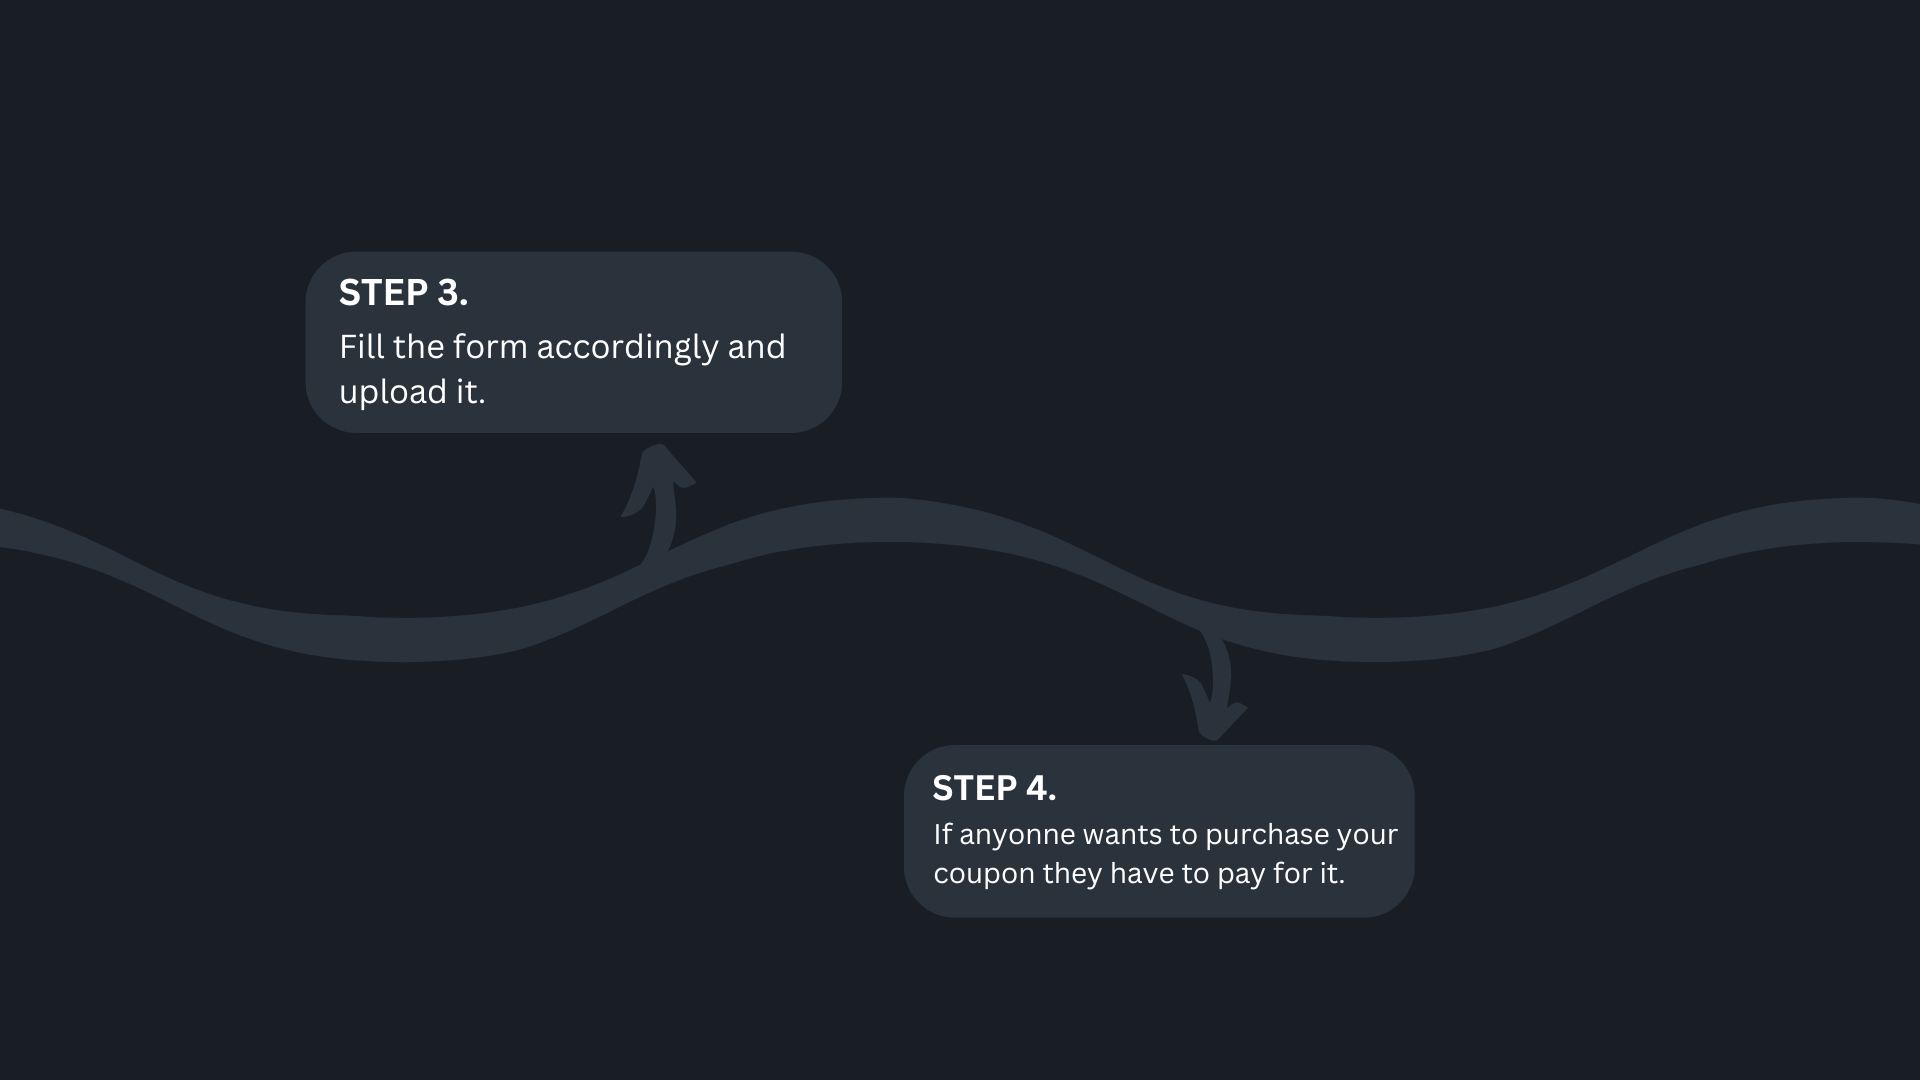 STEP 3.
Fill the form accordingly and
upload it.
STEP 4.
If anyonne wants to purchase your
coupon they have to pay for it.